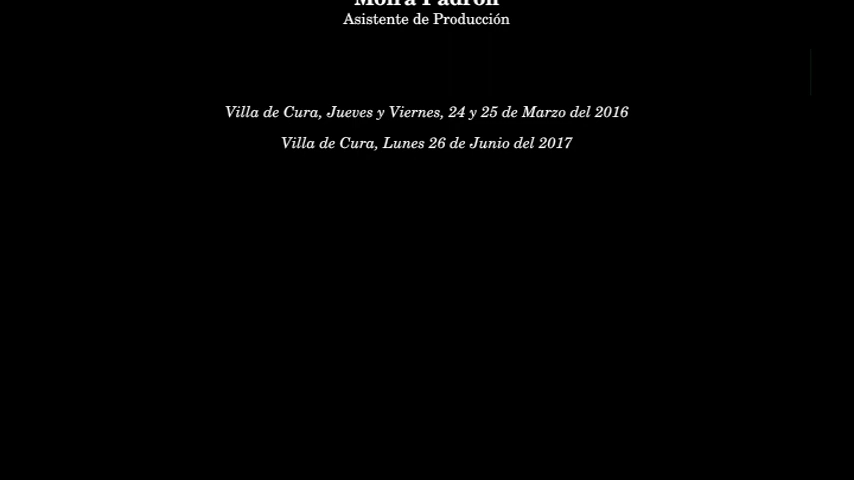 Moira Padrón
Asistente de Producción
Villa de Cura, Jueves y Viernes, 24 y 25 de Marzo del 2016
Villa de Cura, Lunes 26 de Junio del 2017